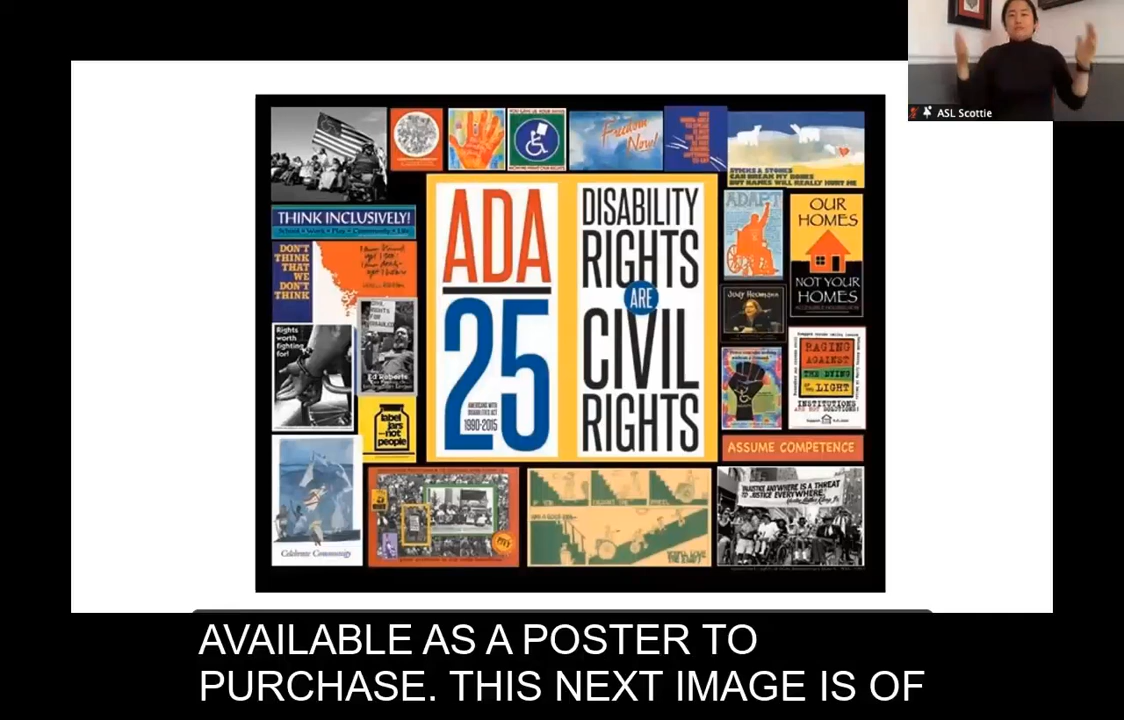 ASL Scottie
Freedom
Now!
STICKS & STONES
CAN BREAK MY BONES
BUT NAMES WILL REALLY HURT ME
THINK INCLUSIVELY!
School • Work • Play • Community • Life
DON'T
THINK
THAT
WE
DON'T
THINK
ADA
25
AMERICANS WITH
DISABILITIES ACT
1990-2015
DISABILITY
RIGHTS
ARE
CIVIL
RIGHTS
ADAPT
OUR
HOMES
NOT YOUR
HOMES
Judy Heumann
Rights
worth
fighting
for!
Ed Roberts
label
jars
not
people
RAGING
AGAINST
THE DYING
OF THE LIGHT
INSTITUTIONS
ARE NOT SOLUTIONS!
ASSUME COMPETENCE
Celebrate Community
INJUSTICE ANYWHERE IS A THREAT
TO JUSTICE EVERYWHERE
AVAILABLE AS A POSTER TO
PURCHASE. THIS NEXT IMAGE IS OF